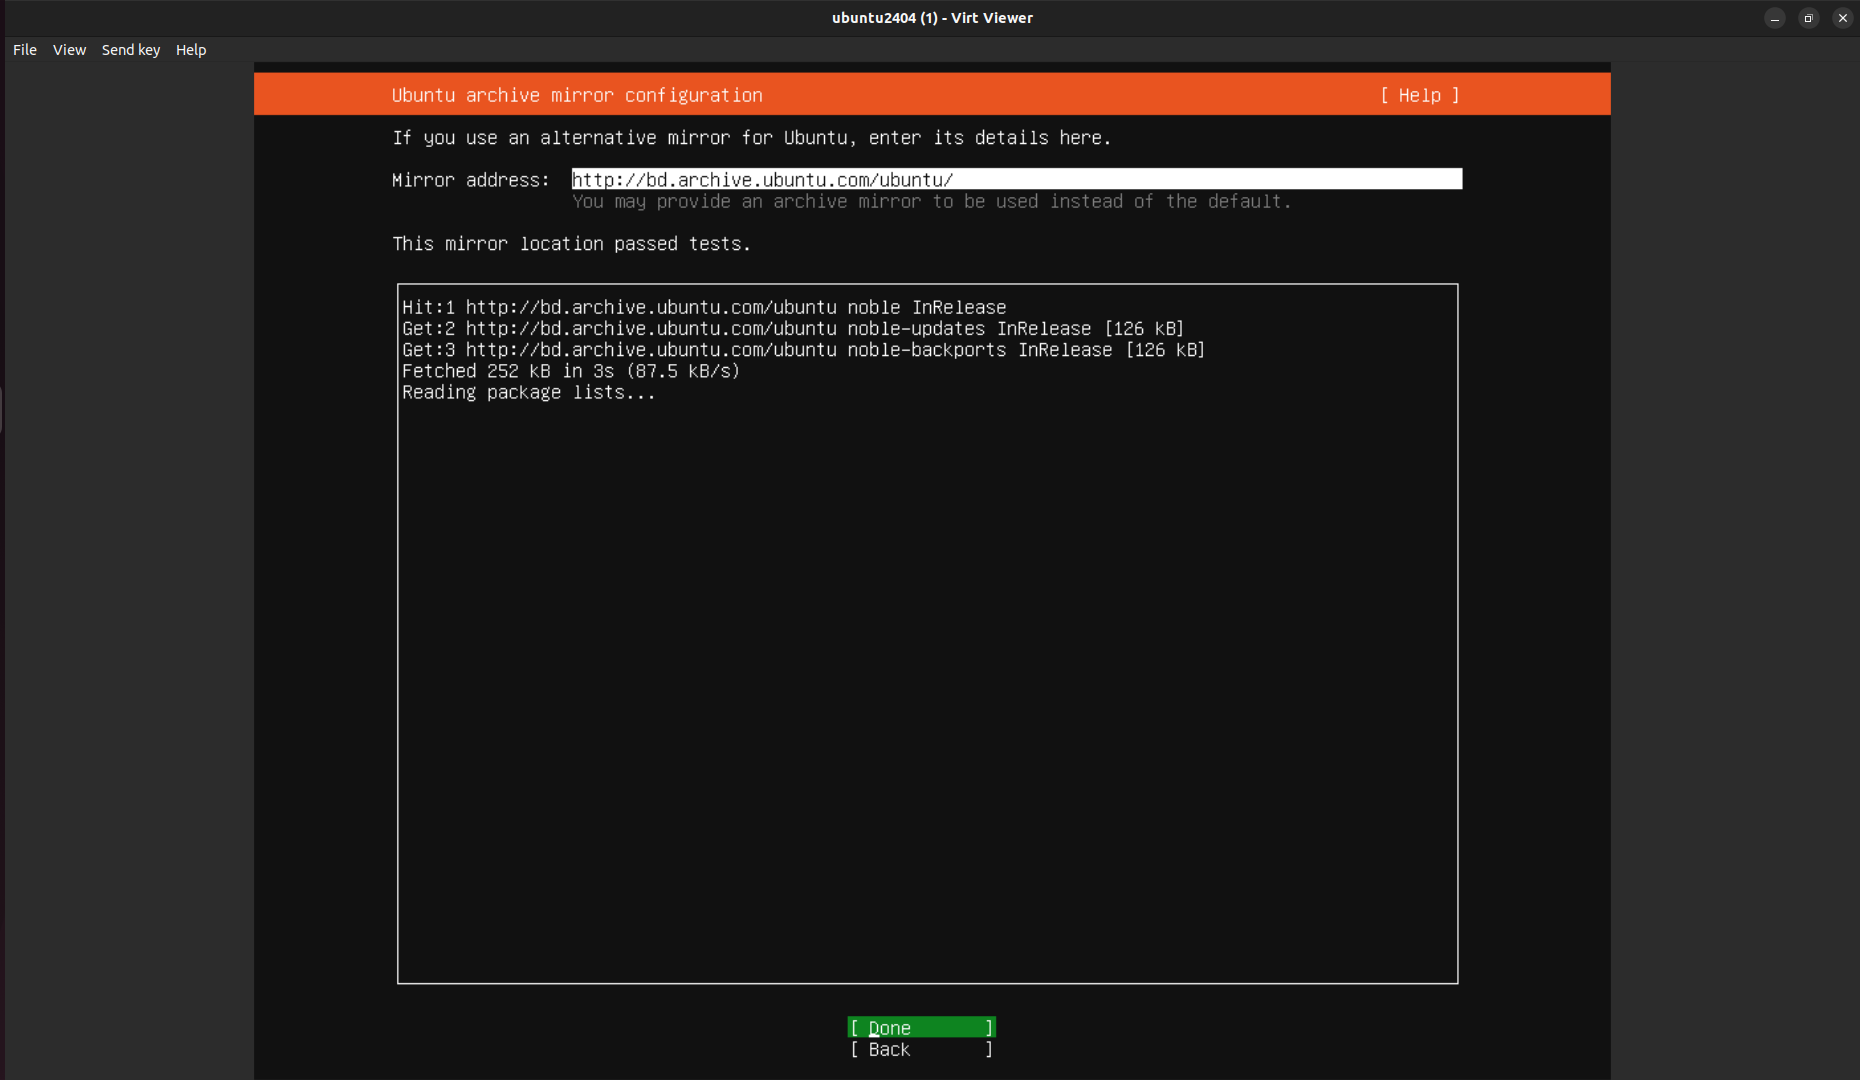 ubuntu2404 (1) - Virt Viewer
File View Send key Help
Ubuntu archive mirror configuration [ Help ]
If you use an alternative mirror for Ubuntu, enter its details here.
Mirror address: http://bd.archive.ubuntu.com/ubuntu/
You may provide an archive mirror to be used instead of the default.
This mirror location passed tests.
Hit:1 http://bd.archive.ubuntu.com/ubuntu noble InRelease
Get:2 http://bd.archive.ubuntu.com/ubuntu noble-updates InRelease [126 kB]
Get:3 http://bd.archive.ubuntu.com/ubuntu noble-backports InRelease [126 kB]
Fetched 252 kB in 3s (87.5 kB/s)
Reading package lists...
[ Done ]
[ Back ]